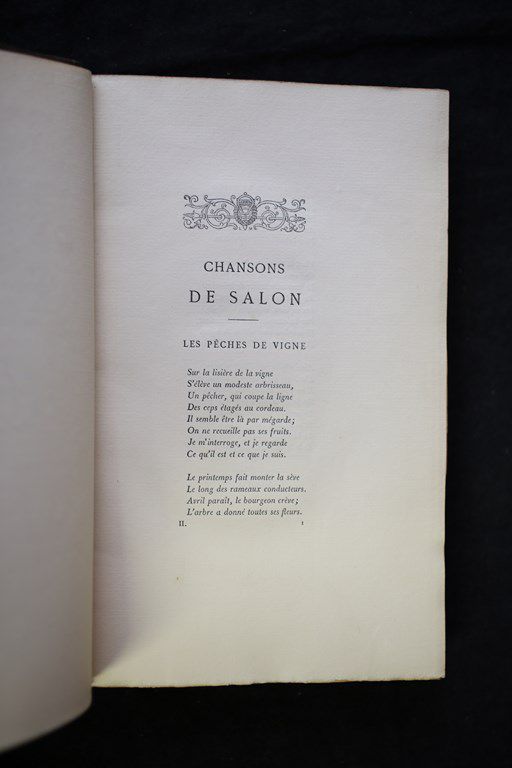 CHANSONS
DE SALON
LES PÊCHES DE VIGNE
Sur la lisière de la vigne
S'élève un modeste arbrisseau,
Un pêcher, qui coupe la ligne
Des ceps étagés au cordeau.
Il semble être là par mégarde;
On ne recueille pas ses fruits.
Je m'interroge, et je regarde
Ce qu'il est et ce que je suis.
Le printemps fait monter la sève
Le long des rameaux conducteurs.
Avril paraît, le bourgeon crève;
L'arbre a donné toutes ses fleurs.
II. 1